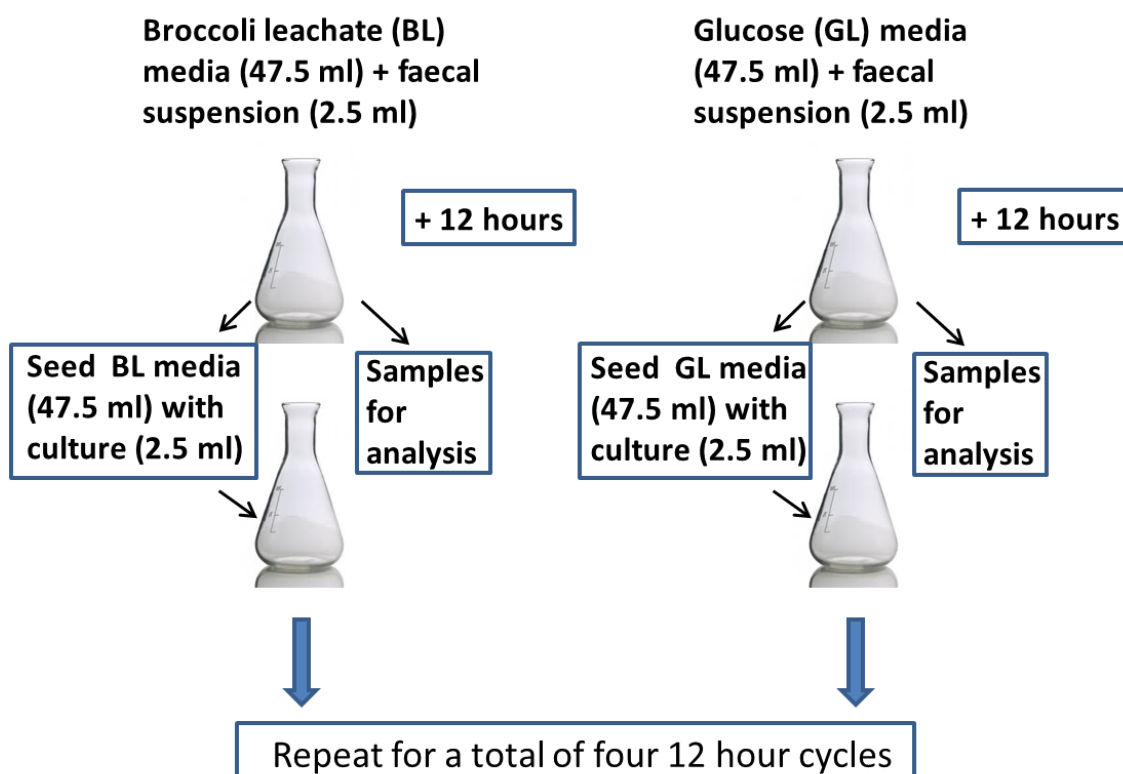 Broccoli leachate (BL)
media (47.5 ml) + faecal
suspension (2.5 ml)
+ 12 hours
Seed BL media
(47.5 ml) with
culture (2.5 ml)
Samples
for
analysis
Glucose (GL) media
(47.5 ml) + faecal
suspension (2.5 ml)
+ 12 hours
Seed GL media
(47.5 ml) with
culture (2.5 ml)
Samples
for
analysis
Repeat for a total of four 12 hour cycles